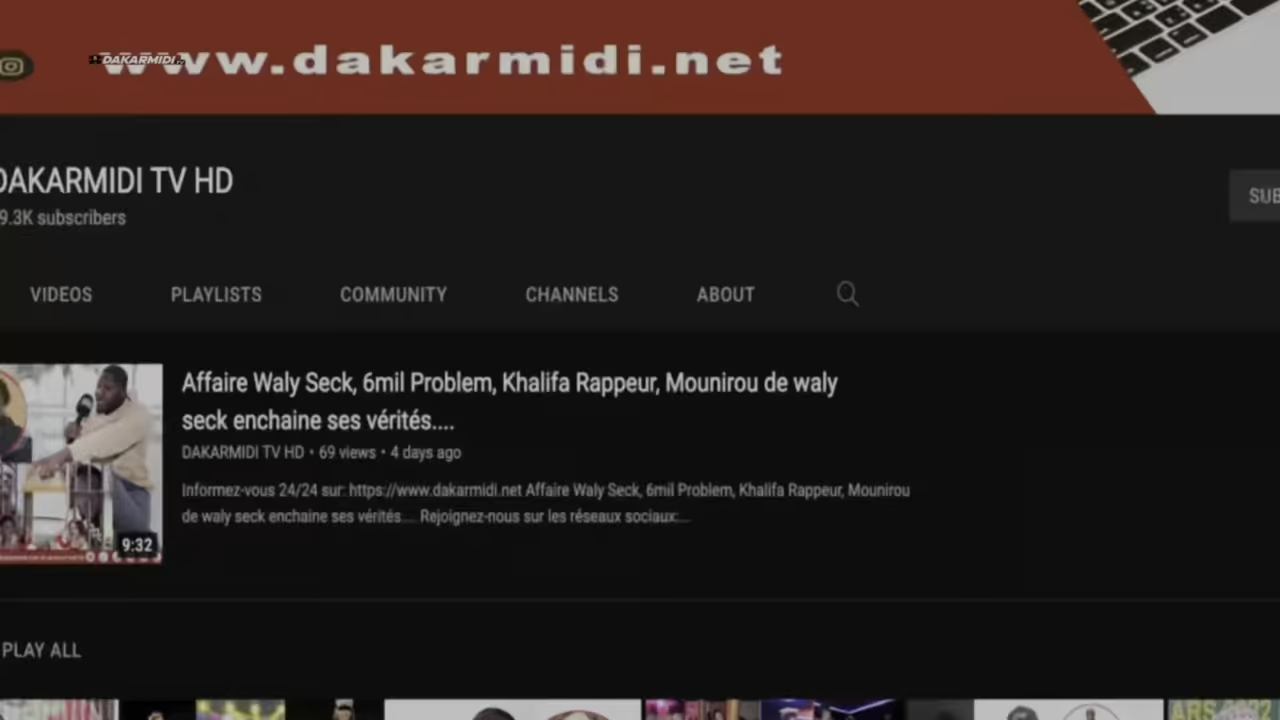 www.dakarmidi.net
DAKARMIDI
DAKARMIDI TV HD
9.3K subscribers
SUB
VIDEOS PLAYLISTS COMMUNITY CHANNELS ABOUT
Affaire Waly Seck, 6mil Problem, Khalifa Rappeur, Mounirou de waly
seck enchaine ses vérités....
DAKARMIDI TV HD • 69 views • 4 days ago
Informez-vous 24/24 sur: https://www.dakarmidi.net Affaire Waly Seck, 6mil Problem, Khalifa Rappeur, Mounirou
de waly seck enchaine ses vérités.... Rejoignez-nous sur les réseaux sociaux:...
9:32
PLAY ALL